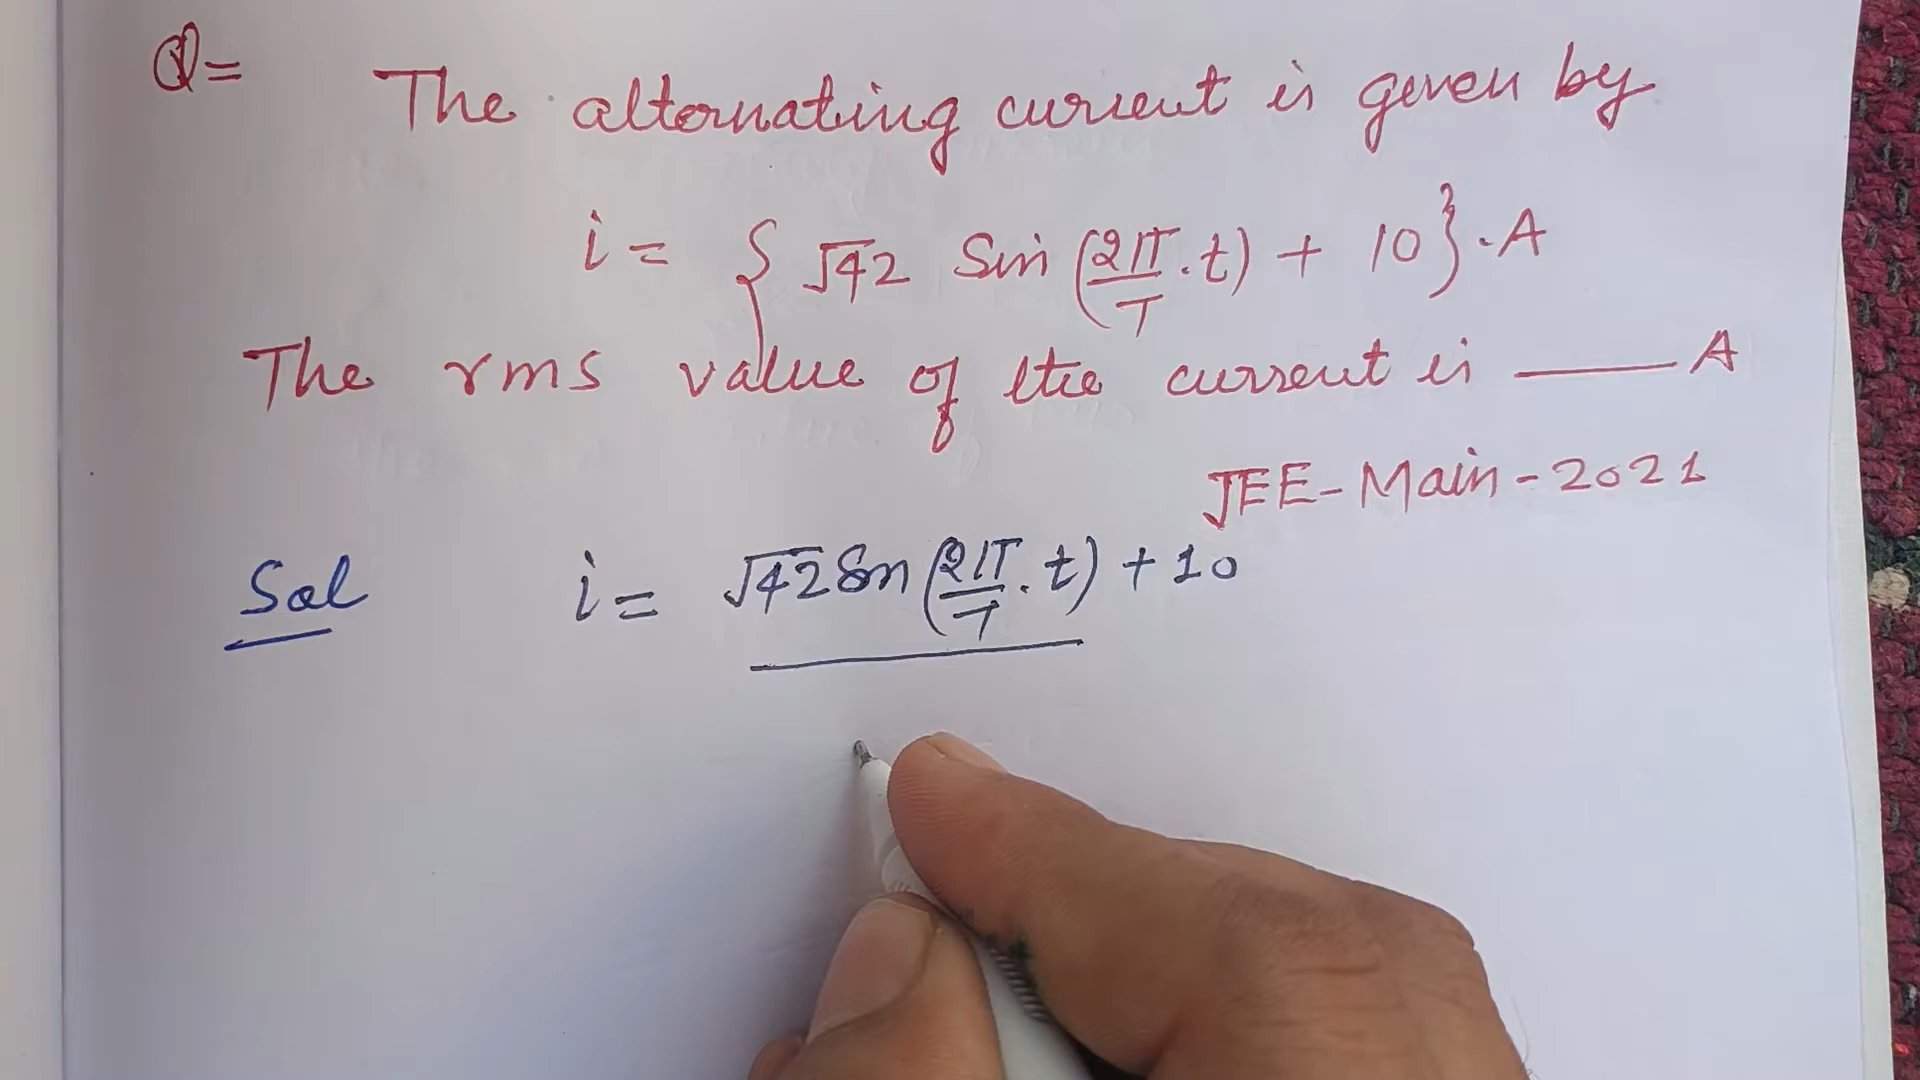 Q=
The alternating current is given by
i = {√42 Sin (2π/T . t) + 10} . A
The rms value of the current is ___ A
JEE-Main-2021
Sol i = √42 Sin (2π/T . t) + 10